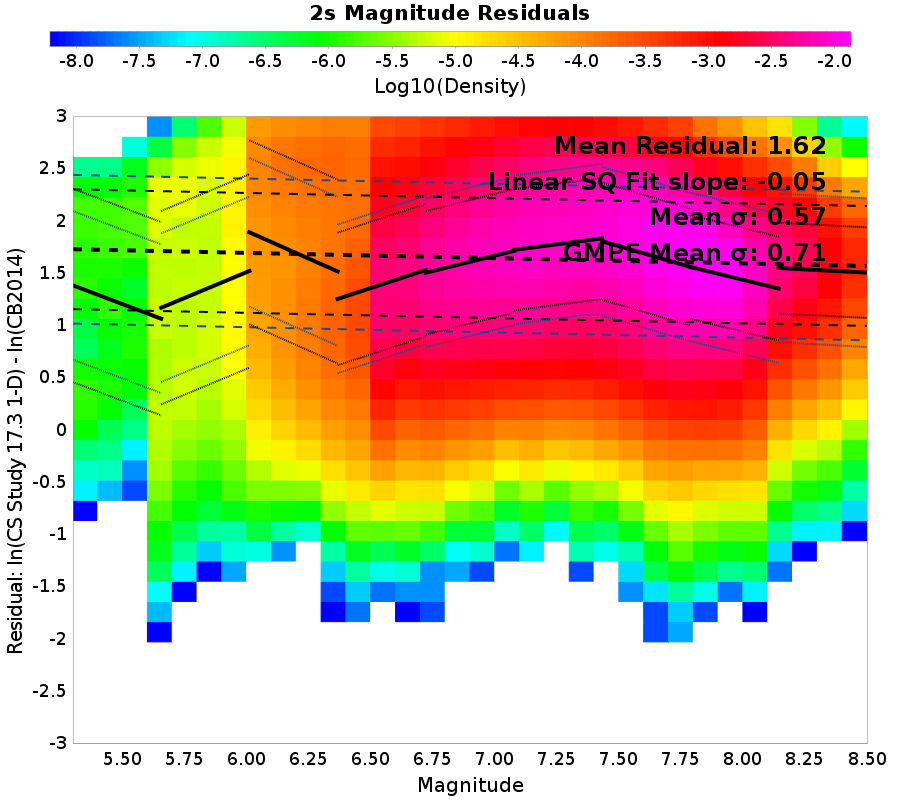 2s Magnitude Residuals
-8.0 -7.5 -7.0 -6.5 -6.0 -5.5 -5.0 -4.5 -4.0 -3.5 -3.0 -2.5 -2.0
Log10(Density)
Residual: ln(CS Study 17.3 1-D) - ln(CB2014)
3
2.5
2
1.5
1
0.5
0
-0.5
-1
-1.5
-2
-2.5
-3
Mean Residual: 1.62
Linear SQ Fit slope: -0.05
Mean σ: 0.57
GMPE Mean σ: 0.71
5.50 5.75 6.00 6.25 6.50 6.75 7.00 7.25 7.50 7.75 8.00 8.25 8.50
Magnitude